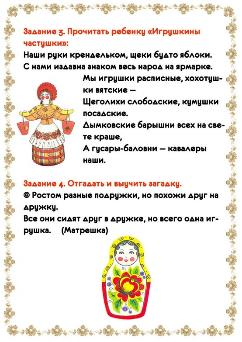 Задание 3. Прочитать ребенку «Игрушкины
частушки»:
Наши руки крендельком, щеки будто яблоки.
С нами издавна знаком весь народ на ярмарке.
Мы игрушки расписные, хохотуш-
ки вятские –
Щеголихи слободские, кумушки
посадские.
Дымковские барышни всех на све-
те краше,
А гусары-баловни – кавалеры
наши.
Задание 4. Отгадать и выучить загадку.
® Ростом разные подружки, но похожи друг на
дружку.
Все они сидят друг в дружке, но всего одна иг-
рушка. (Матрешка)